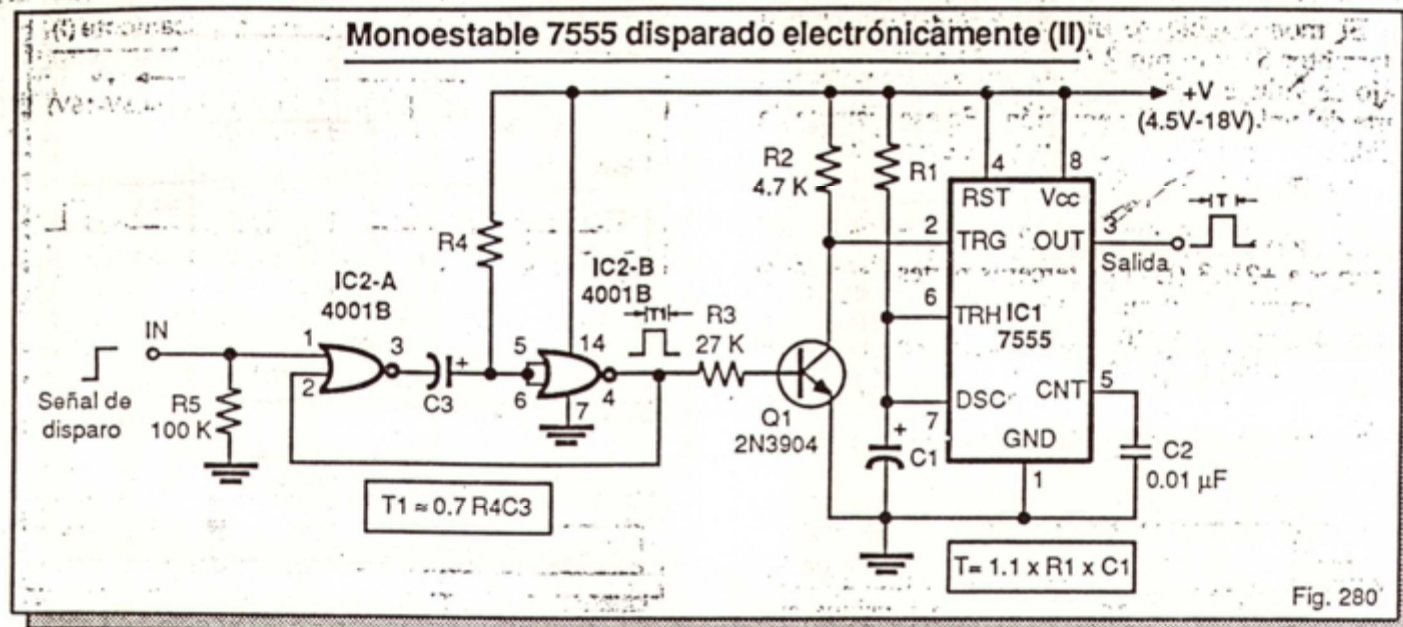 Monoestable 7555 disparado electrónicamente (II)
+V
(4.5V-18V)
R2
4.7 K
R1
4
8
RST
Vcc
T
2
TRG
OUT
3
Salida
R4
IC2-A
4001B
IC2-B
4001B
T1
R3
27 K
6
TRH
IC1
7555
IN
1
2
3
+
C3
5
6
14
4
7
Señal de
disparo
R5
100 K
Q1
2N3904
DSC
7
CNT
5
+
C1
GND
1
C2
0.01 µF
T1 ≈ 0.7 R4C3
T= 1.1 x R1 x C1
Fig. 280